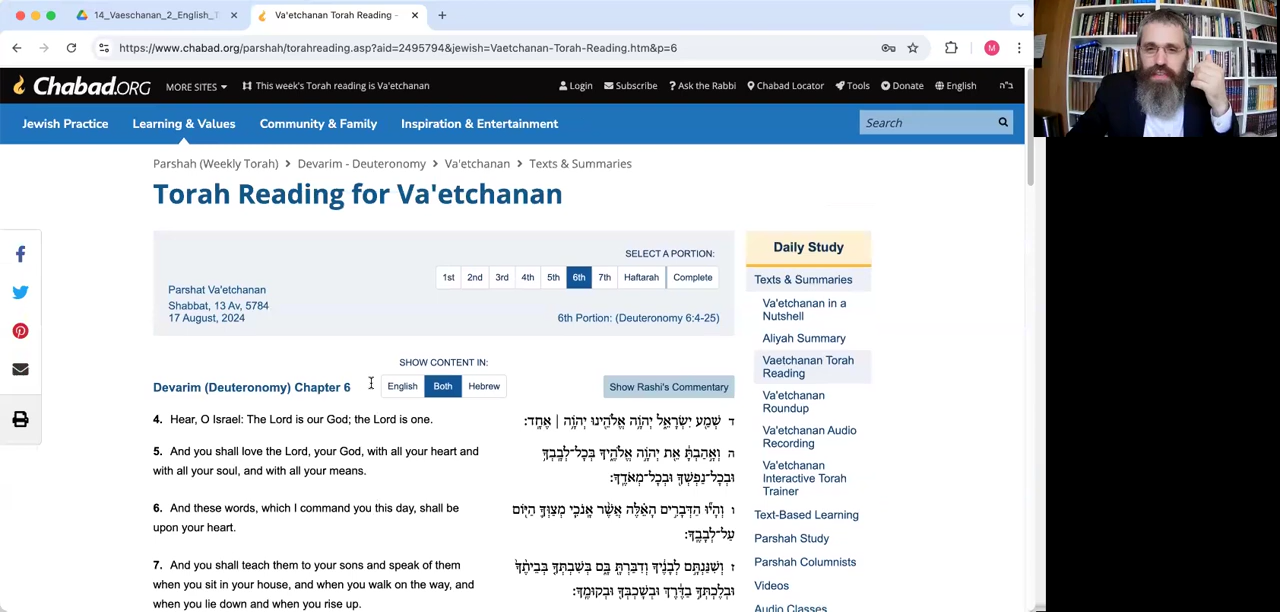 14_Vaeschanan_2_English_T
Va'etchanan Torah Reading -
https://www.chabad.org/parshah/torahreading.asp?aid=2495794&jewish=Vaetchanan-Torah-Reading.htm&p=6
M
Chabad.ORG
MORE SITES
This week's Torah reading is Va'etchanan
Login
Subscribe
? Ask the Rabbi
Chabad Locator
Tools
Donate
English
ב"ה
Jewish Practice
Learning & Values
Community & Family
Inspiration & Entertainment
Search
Parshah (Weekly Torah) > Devarim - Deuteronomy > Va'etchanan > Texts & Summaries
Torah Reading for Va'etchanan
SELECT A PORTION:
1st 2nd 3rd 4th 5th 6th 7th Haftarah Complete
Parshat Va'etchanan
Shabbat, 13 Av, 5784
17 August, 2024
6th Portion: (Deuteronomy 6:4-25)
SHOW CONTENT IN:
Devarim (Deuteronomy) Chapter 6
English Both Hebrew
Show Rashi's Commentary
4. Hear, O Israel: The Lord is our God; the Lord is one.
ד שְׁמַ֖ע יִשְׂרָאֵ֑ל יְהֹוָ֥ה אֱלֹהֵ֖ינוּ יְהֹוָ֥ה | אֶחָֽד:
5. And you shall love the Lord, your God, with all your heart and
with all your soul, and with all your means.
ה וְאָ֣הַבְתָּ֔ אֵ֖ת יְהֹוָ֣ה אֱלֹהֶ֑יךָ בְּכָל־לְבָֽבְךָ֥
וּבְכָל־נַפְשְׁךָ֖ וּבְכָל־מְאֹדֶֽךָ:
6. And these words, which I command you this day, shall be
upon your heart.
ו וְהָי֞וּ הַדְּבָרִ֣ים הָאֵ֗לֶּה אֲשֶׁ֨ר אָֽנֹכִ֧י מְצַוְּךָ֛ הַיּ֖וֹם
עַל־לְבָבֶֽךָ:
7. And you shall teach them to your sons and speak of them
when you sit in your house, and when you walk on the way, and
when you lie down and when you rise up.
ז וְשִׁנַּנְתָּ֣ם לְבָנֶ֔יךָ וְדִבַּרְתָּ֖ בָּ֑ם בְּשִׁבְתְּךָ֤ בְּבֵיתֶ֨ךָ֙
וּבְלֶכְתְּךָ֣ בַדֶּ֔רֶךְ וּבְשָׁכְבְּךָ֖ וּבְקוּמֶֽךָ:
Daily Study
Texts & Summaries
Va'etchanan in a
Nutshell
Aliyah Summary
Vaetchanan Torah
Reading
Va'etchanan
Roundup
Va'etchanan Audio
Recording
Va'etchanan
Interactive Torah
Trainer
Text-Based Learning
Parshah Study
Parshah Columnists
Videos
Audio Classes